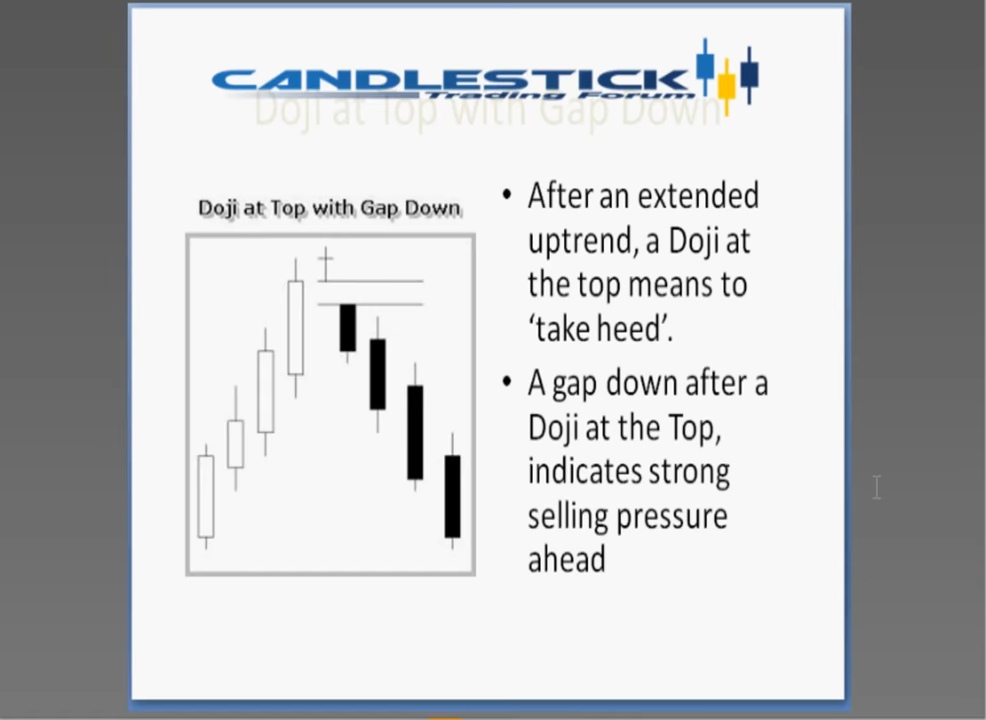 CANDLESTICK
Trading Forum
Doji at Top with Gap Down
Doji at Top with Gap Down
• After an extended
uptrend, a Doji at
the top means to
‘take heed’.
• A gap down after a
Doji at the Top,
indicates strong
selling pressure
ahead